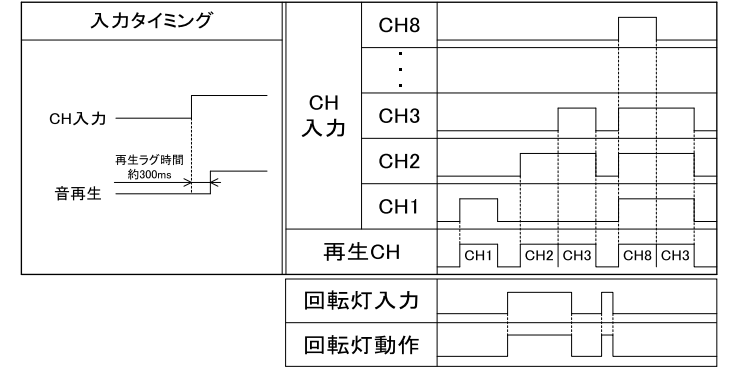 入力タイミング
CH入力
再生ラグ時間
約300ms
音再生
CH
入力
CH8
・
・
・
CH3
CH2
CH1
再生CH
CH1 CH2 CH3 CH8 CH3
回転灯入力
回転灯動作